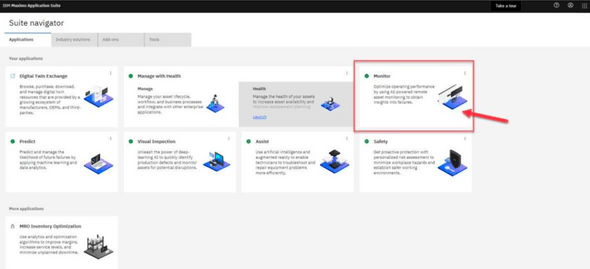 IBM Maximo Application Suite
Take a tour
Suite navigator
Applications
Industry solutions
Add-ons
Tools
Your applications
Digital Twin Exchange
Browse, purchase, download,
and manage digital twin
resources that are provided by a
growing ecosystem of
manufacturers, OEMs, and third
parties.
Manage with Health
Manage
Manage your asset lifecycle,
workflow, and business processes
and integrate with other enterprise
applications.
Health
Manage the health of your assets
to increase asset availability and
improve replacement planning
Launch
Monitor
Optimize operating performance
by using AI-powered remote
asset monitoring to obtain
insights into failures.
Predict
Predict and manage the
likelihood of future failures by
applying machine learning and
data analytics.
Visual Inspection
Unleash the power of deep-
learning AI to quickly identify
production defects and monitor
assets for potential disruptions.
Assist
Use artificial intelligence and
augmented reality to enable
technicians to troubleshoot and
repair equipment problems
more efficiently.
Safety
Get proactive protection with
personalized risk assessment to
minimize workplace hazards and
establish safer working
environments.
More applications
MRO Inventory Optimization
Use analytics and optimization
algorithms to improve margins,
increase service levels, and
minimize unplanned downtime.